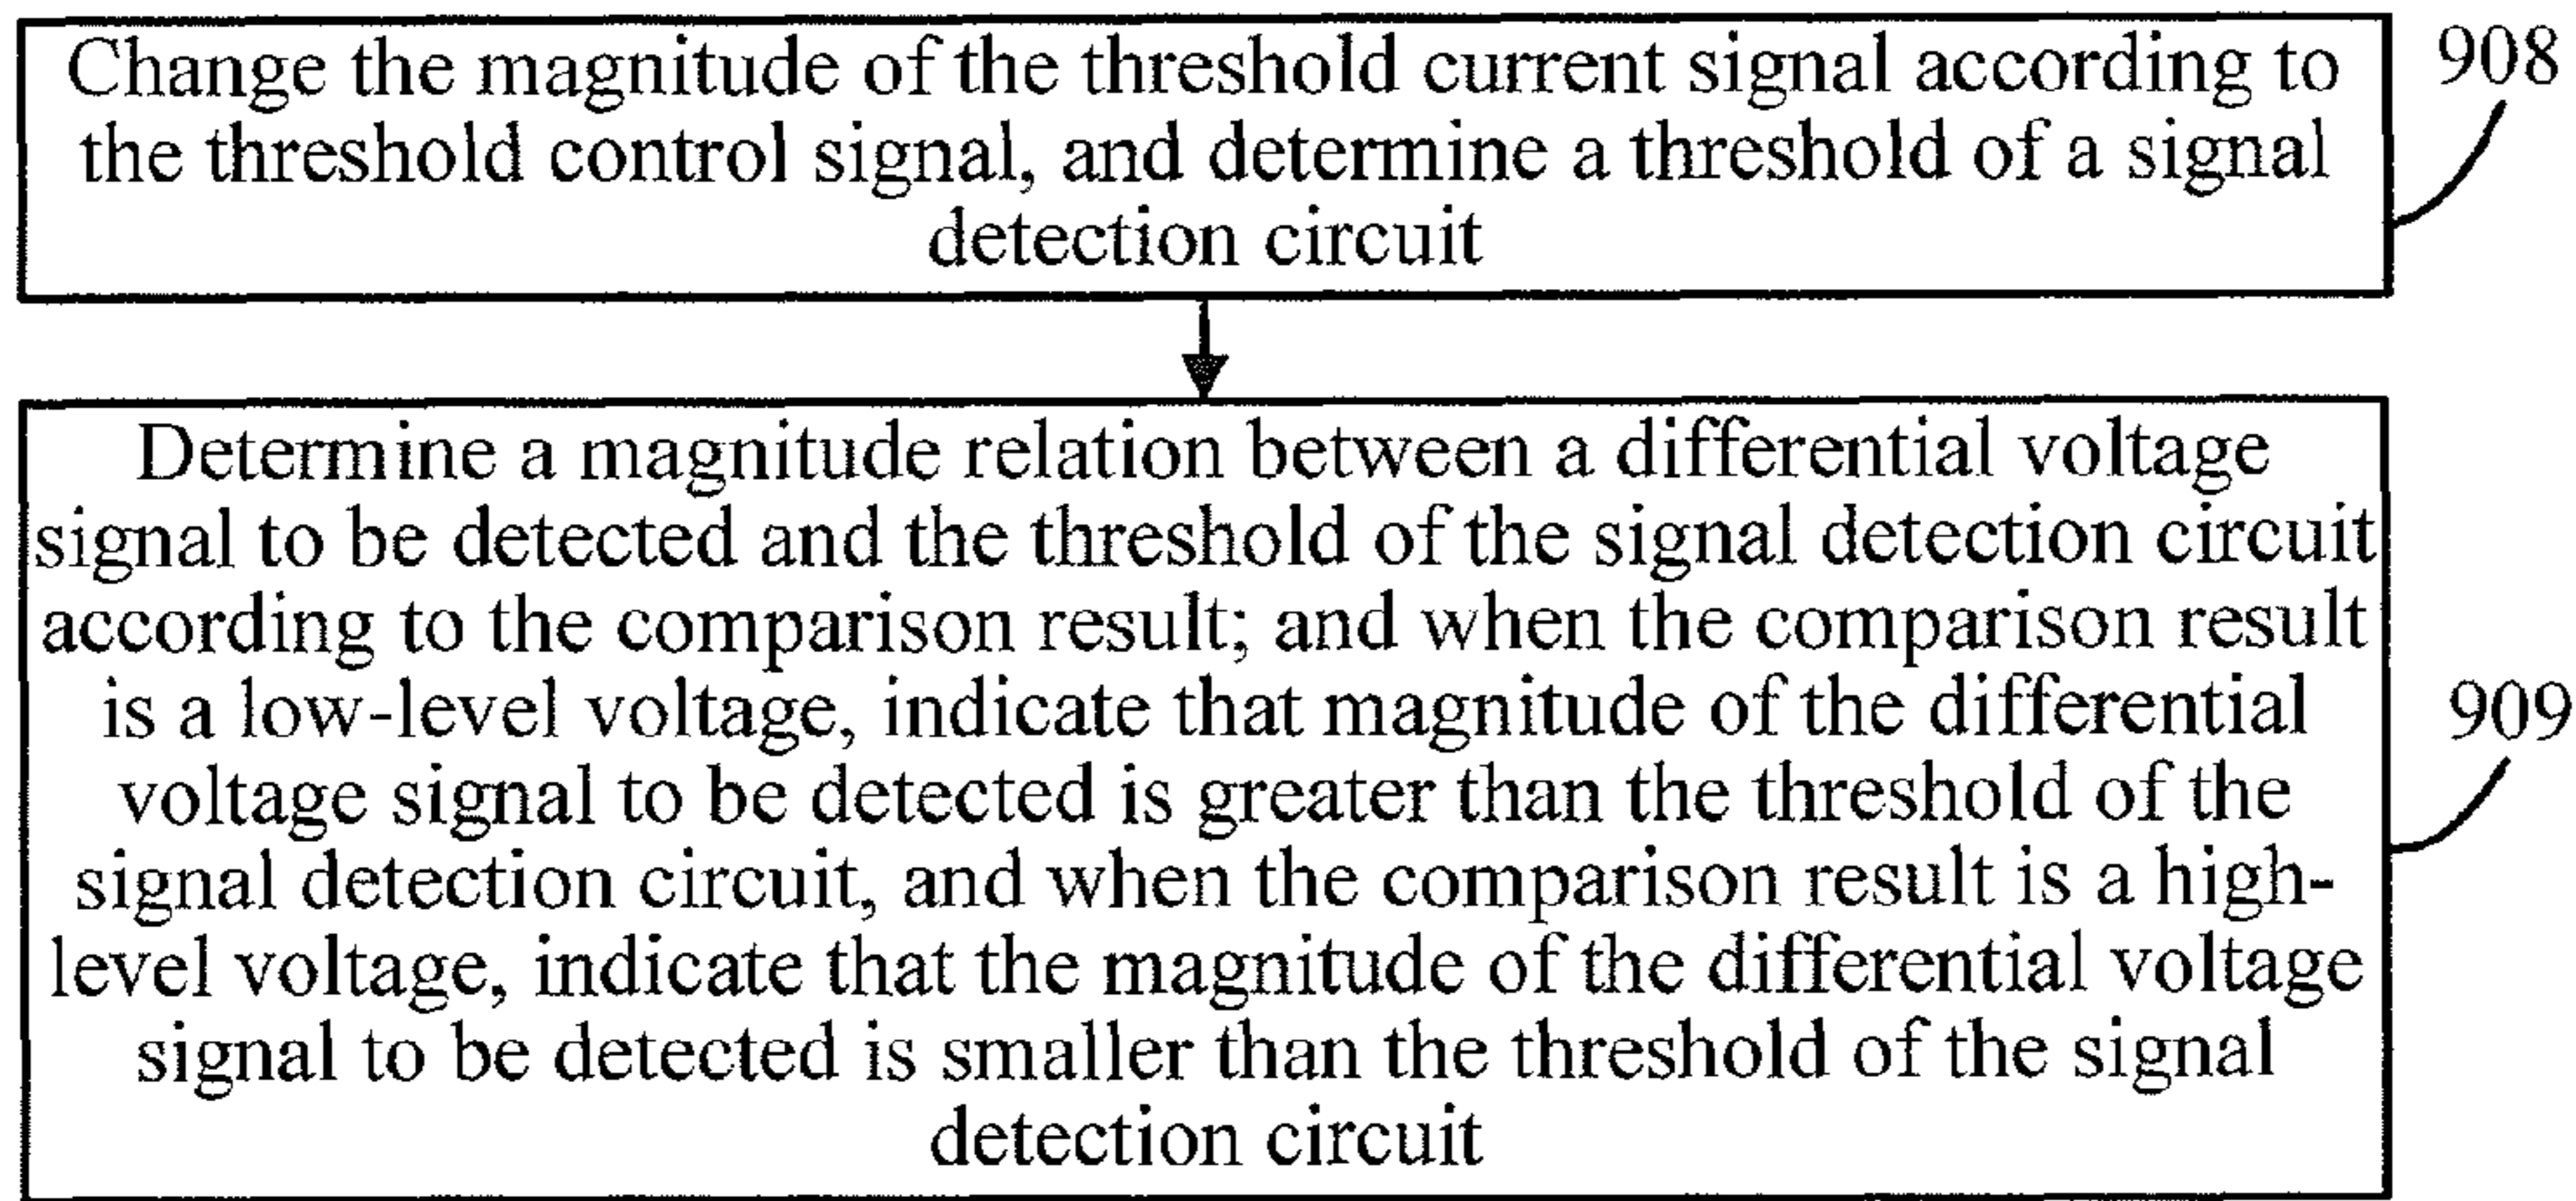 Change the magnitude of the threshold current signal according to
the threshold control signal, and determine a threshold of a signal
detection circuit
908
Determine a magnitude relation between a differential voltage
signal to be detected and the threshold of the signal detection circuit
according to the comparison result; and when the comparison result
is a low-level voltage, indicate that magnitude of the differential
voltage signal to be detected is greater than the threshold of the
signal detection circuit, and when the comparison result is a high-
level voltage, indicate that the magnitude of the differential voltage
signal to be detected is smaller than the threshold of the signal
detection circuit
909